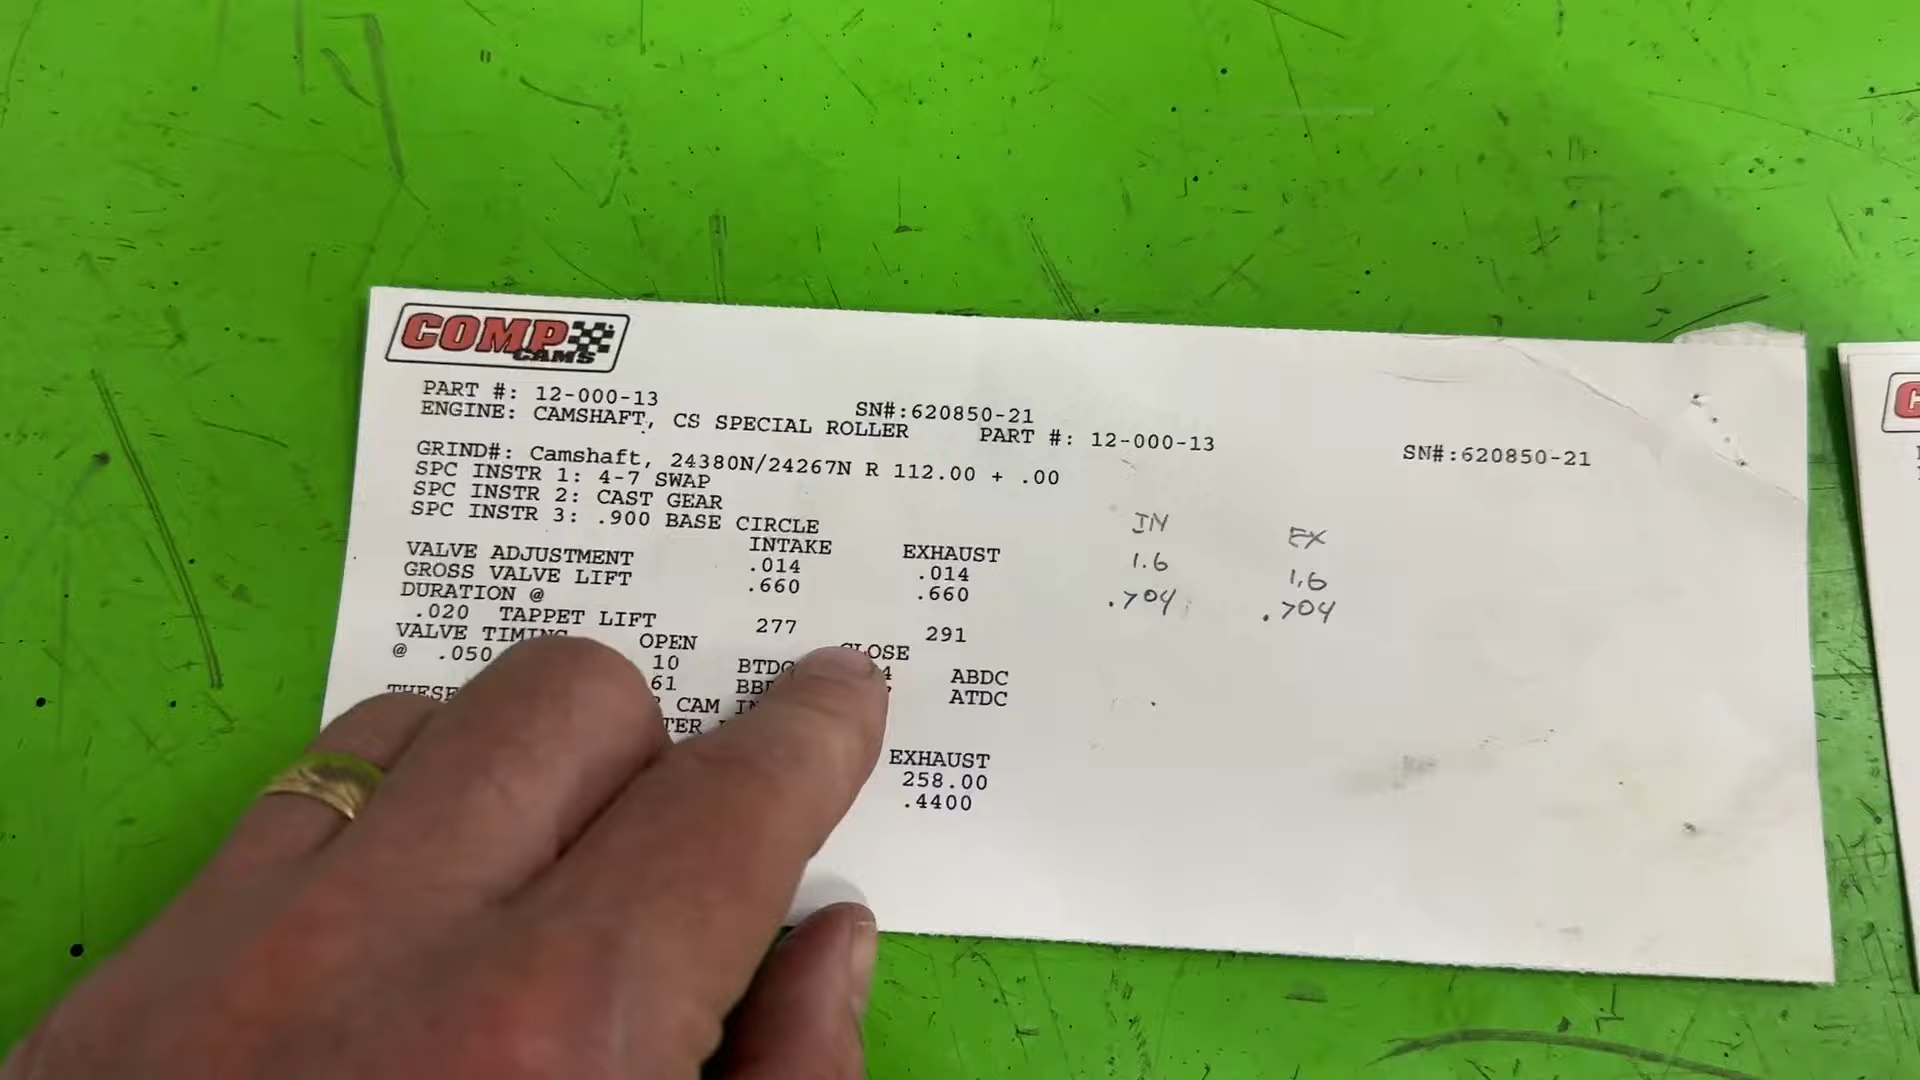 COMP CAMS
PART #: 12-000-13 SN#:620850-21
ENGINE: CAMSHAFT, CS SPECIAL ROLLER PART #: 12-000-13 SN#:620850-21
GRIND#: Camshaft, 24380N/24267N R 112.00 + .00
SPC INSTR 1: 4-7 SWAP
SPC INSTR 2: CAST GEAR
SPC INSTR 3: .900 BASE CIRCLE
INTAKE EXHAUST IN EX
VALVE ADJUSTMENT .014 .014 1.6 1.6
GROSS VALVE LIFT .660 .660 .704 .704
DURATION @
.020 TAPPET LIFT 277 291
VALVE TIMING OPEN CLOSE
@ .050 10 ABDC
61 ATDC
THESE CAM
EXHAUST
258.00
.4400